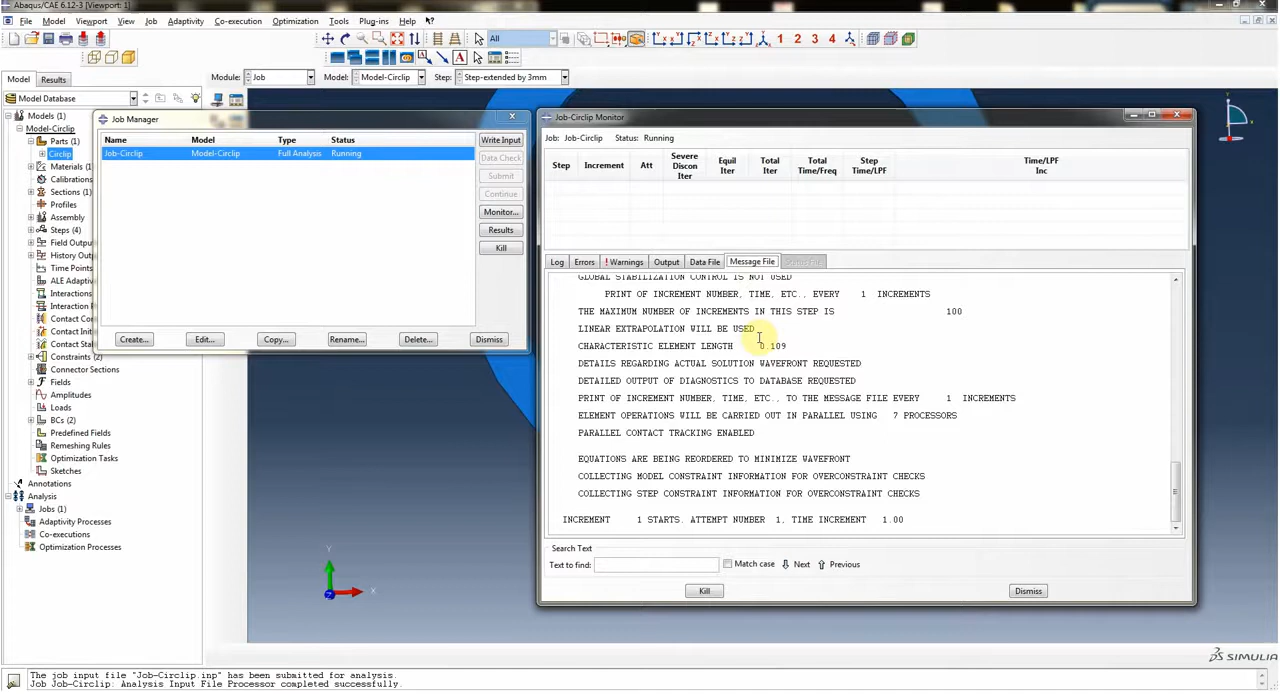 Abaqus/CAE 6.12-3 [Viewport: 1]
File Model Viewport View Job Adaptivity Co-execution Optimization Tools Plug-ins Help
All
1 2 3 4
Model Results
Module: Job Model: Model-Circlip Step: Step-extended by 3mm
Model Database
Models (1)
Model-Circlip
Parts (1)
Circlip
Materials (1)
Calibrations
Sections (1)
Profiles
Assembly
Steps (4)
Field Outpu
History Outp
Time Points
ALE Adaptiv
Interactions
Interaction
Contact Con
Contact Initi
Contact Stal
Constraints (2)
Connector Sections
Fields
Amplitudes
Loads
BCs (2)
Predefined Fields
Remeshing Rules
Optimization Tasks
Sketches
Annotations
Analysis
Jobs (1)
Adaptivity Processes
Co-executions
Optimization Processes
Job Manager
Name Model Type Status
Job-Circlip Model-Circlip Full Analysis Running
Write Input
Data Check
Submit
Continue
Monitor...
Results
Kill
Create... Edit... Copy... Rename... Delete... Dismiss
Job-Circlip Monitor
Job: Job-Circlip Status: Running
Step Increment Att Severe Discon Iter Equil Iter Total Iter Total Time/Freq Step Time/LPF Time/LPF Inc
Log Errors ! Warnings Output Data File Message File Status File
GLOBAL STABILIZATION CONTROL IS NOT USED
PRINT OF INCREMENT NUMBER, TIME, ETC., EVERY 1 INCREMENTS
THE MAXIMUM NUMBER OF INCREMENTS IN THIS STEP IS 100
LINEAR EXTRAPOLATION WILL BE USED
CHARACTERISTIC ELEMENT LENGTH 0.109
DETAILS REGARDING ACTUAL SOLUTION WAVEFRONT REQUESTED
DETAILED OUTPUT OF DIAGNOSTICS TO DATABASE REQUESTED
PRINT OF INCREMENT NUMBER, TIME, ETC., TO THE MESSAGE FILE EVERY 1 INCREMENTS
ELEMENT OPERATIONS WILL BE CARRIED OUT IN PARALLEL USING 7 PROCESSORS
PARALLEL CONTACT TRACKING ENABLED
EQUATIONS ARE BEING REORDERED TO MINIMIZE WAVEFRONT
COLLECTING MODEL CONSTRAINT INFORMATION FOR OVERCONSTRAINT CHECKS
COLLECTING STEP CONSTRAINT INFORMATION FOR OVERCONSTRAINT CHECKS
INCREMENT 1 STARTS. ATTEMPT NUMBER 1, TIME INCREMENT 1.00
Search Text
Text to find: Match case Next Previous
Kill Dismiss
Y
X
Z
Y
SIMULIA
The job input file "Job-Circlip.inp" has been submitted for analysis.
Job Job-Circlip: Analysis Input File Processor completed successfully.